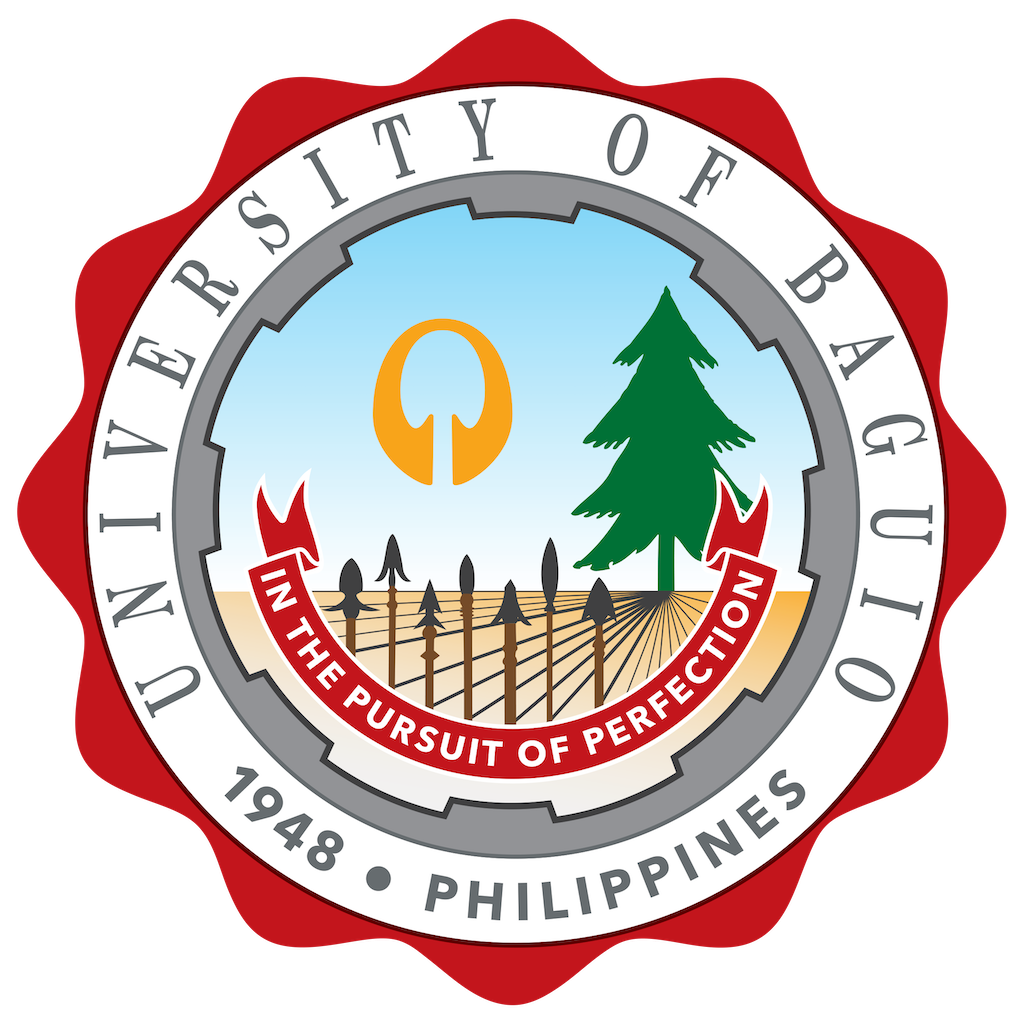 UNIVERSITY OF BAGUIO
IN THE PURSUIT OF PERFECTION
1948 • PHILIPPINES